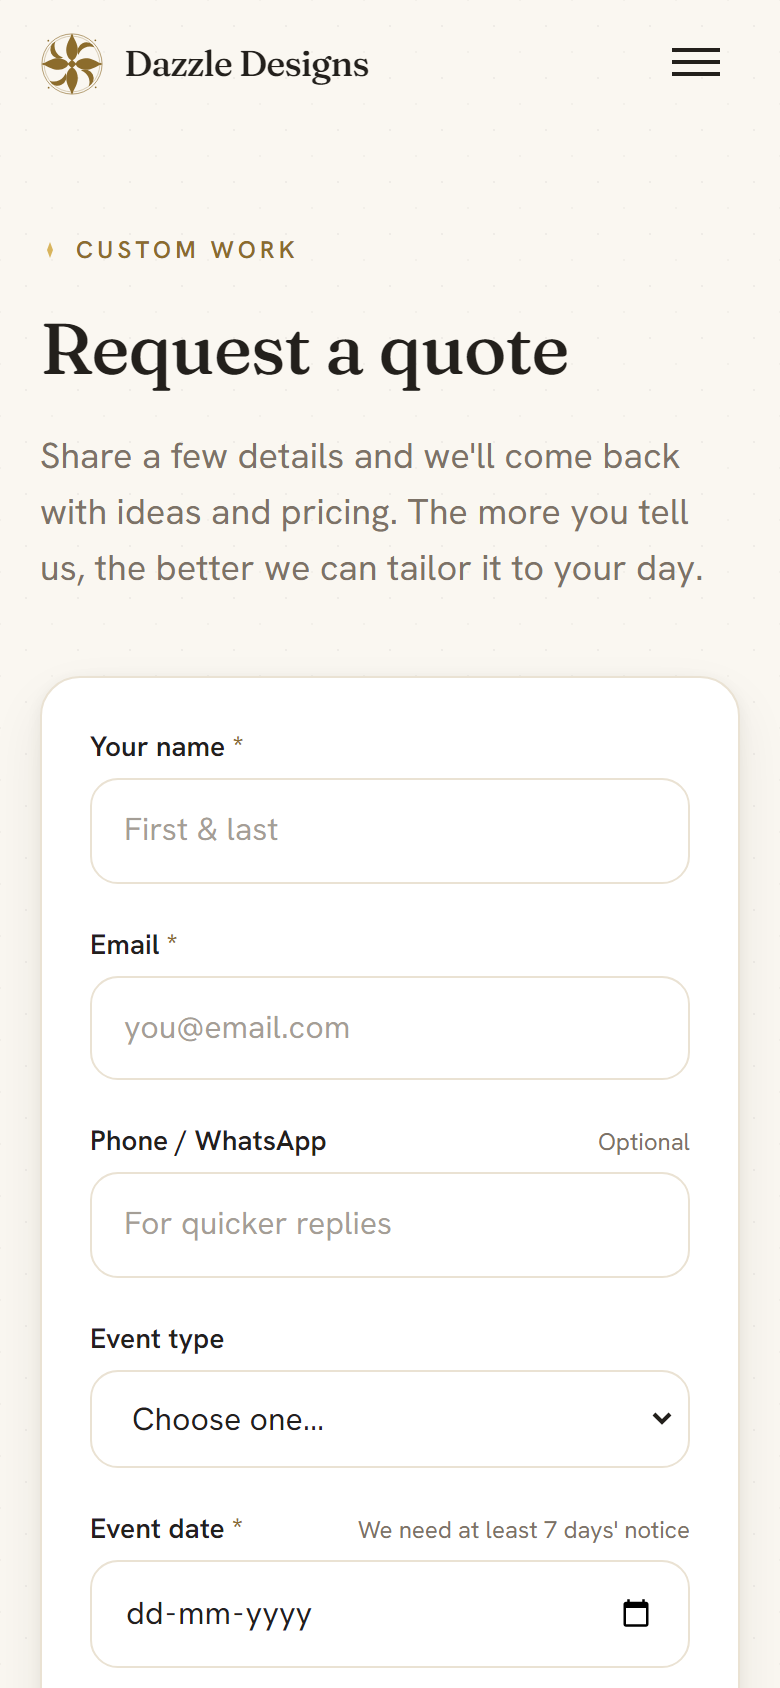 Dazzle Designs
CUSTOM WORK
Request a quote
Share a few details and we'll come back
with ideas and pricing. The more you tell
us, the better we can tailor it to your day.
Your name *
First & last
Email *
you@email.com
Phone / WhatsApp Optional
For quicker replies
Event type
Choose one...
Event date * We need at least 7 days' notice
dd-mm-yyyy